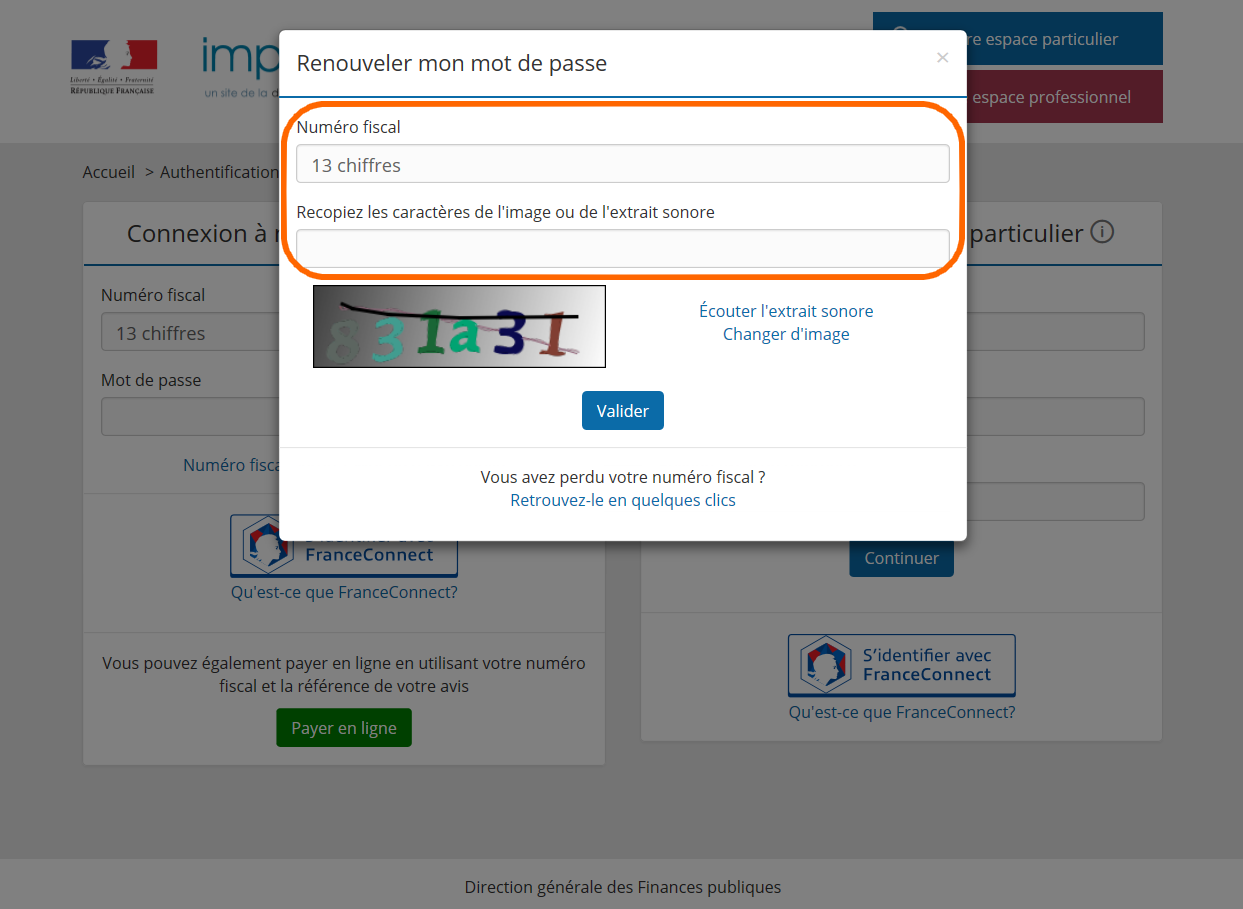 Liberté • Égalité • Fraternité
RÉPUBLIQUE FRANÇAISE
imp
un site de la d
re espace particulier
espace professionnel
Renouveler mon mot de passe
×
Numéro fiscal
13 chiffres
Recopiez les caractères de l'image ou de l'extrait sonore
831a31
Écouter l'extrait sonore
Changer d'image
Valider
Vous avez perdu votre numéro fiscal ?
Retrouvez-le en quelques clics
Accueil > Authentification
Connexion à
Numéro fiscal
13 chiffres
Mot de passe
Numéro fisca
FranceConnect
Qu'est-ce que FranceConnect?
Vous pouvez également payer en ligne en utilisant votre numéro
fiscal et la référence de votre avis
Payer en ligne
particulier
Continuer
S'identifier avec
FranceConnect
Qu'est-ce que FranceConnect?
Direction générale des Finances publiques